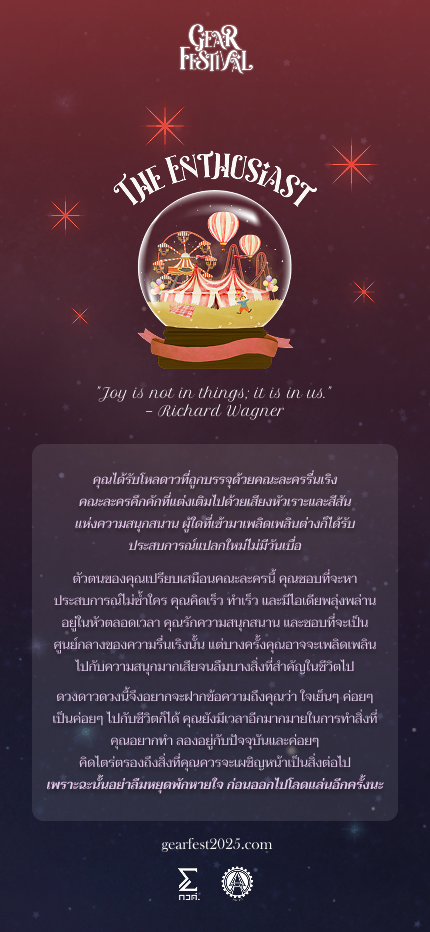 GEAR
FESTIVAL
THE ENTHUSIAST
"Joy is not in things; it is in us."
- Richard Wagner
คุณได้รับโหลดาวที่ถูกบรรจุด้วยคณะละครรื่นเริง
คณะละครคึกคักที่แต่งเติมไปด้วยเสียงหัวเราะและสีสัน
แห่งความสนุกสนาน ผู้ใดที่เข้ามาเพลิดเพลินต่างก็ได้รับ
ประสบการณ์แปลกใหม่ไม่มีวันเบื่อ
ตัวตนของคุณเปรียบเสมือนคณะละครนี้ คุณชอบที่จะหา
ประสบการณ์ไม่ซ้ำใคร คุณคิดเร็ว ทำเร็ว และมีไอเดียพลุ่งพล่าน
อยู่ในหัวตลอดเวลา คุณรักความสนุกสนาน และชอบที่จะเป็น
ศูนย์กลางของความรื่นเริงนั้น แต่บางครั้งคุณอาจจะเพลิดเพลิน
ไปกับความสนุกมากเสียจนลืมบางสิ่งที่สำคัญในชีวิตไป
ดวงดาวดวงนี้จึงอยากจะฝากข้อความถึงคุณว่า ใจเย็นๆ ค่อยๆ
เป็นค่อยๆ ไปกับชีวิตก็ได้ คุณยังมีเวลาอีกมากมายในการทำสิ่งที่
คุณอยากทำ ลองอยู่กับปัจจุบันและค่อยๆ
คิดไตร่ตรองถึงสิ่งที่คุณควรจะเผชิญหน้าเป็นสิ่งต่อไป
เพราะฉะนั้นอย่าลืมหยุดพักหายใจ ก่อนออกไปโลดแล่นอีกครั้งนะ
gearfest2025.com
กวศ.